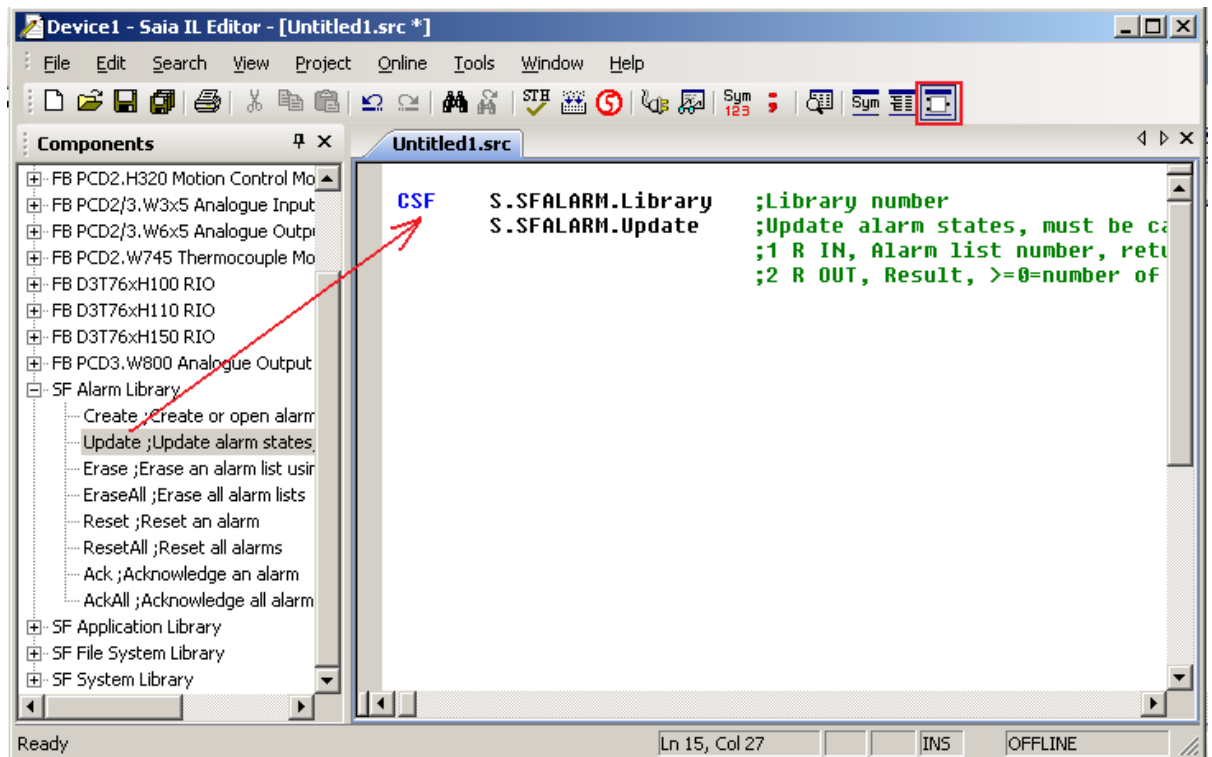 Device1 - Saia IL Editor - [Untitled1.src *]
File Edit Search View Project Online Tools Window Help
STH
Sym
123
Sym
Components
Untitled1.src
FB PCD2.H320 Motion Control Mo
FB PCD2/3.W3x5 Analogue Input
FB PCD2/3.W6x5 Analogue Outpu
FB PCD2.W745 Thermocouple Mo
FB D3T76xH100 RIO
FB D3T76xH110 RIO
FB D3T76xH150 RIO
FB PCD3.W800 Analogue Output
SF Alarm Library
Create ;Create or open alarm
Update ;Update alarm states,
Erase ;Erase an alarm list usin
EraseAll ;Erase all alarm lists
Reset ;Reset an alarm
ResetAll ;Reset all alarms
Ack ;Acknowledge an alarm
AckAll ;Acknowledge all alarm
SF Application Library
SF File System Library
SF System Library
CSF S.SFALARM.Library ;Library number
S.SFALARM.Update ;Update alarm states, must be ca
;1 R IN, Alarm list number, retu
;2 R OUT, Result, >=0=number of
Ready
Ln 15, Col 27
INS
OFFLINE